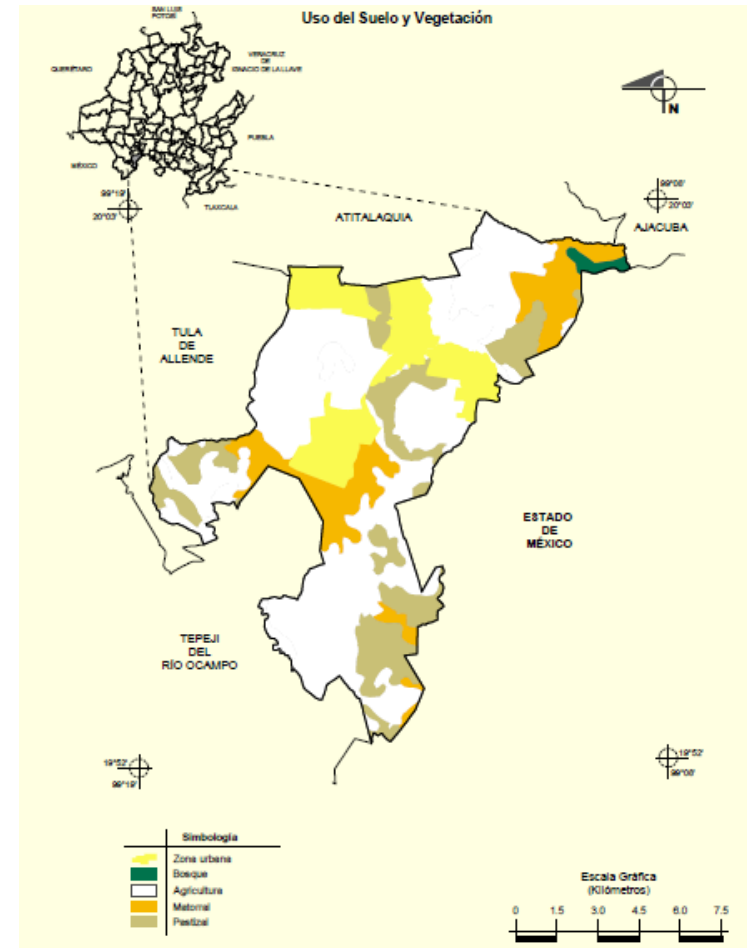 Uso del Suelo y Vegetación
SAN LUIS
POTOSÍ
QUERÉTARO
VERACRUZ
DE
IGNACIO DE LA LLAVE
MÉXICO
PUEBLA
TLAXCALA
N
99°19'
20°03'
99°06'
20°03'
ATITALAQUIA
AJACUBA
TULA
DE
ALLENDE
ESTADO
DE
MÉXICO
TEPEJI
DEL
RÍO OCAMPO
19°52'
99°19'
19°52'
99°06'
Simbología
Zona urbana
Bosque
Agricultura
Matorral
Pastizal
Escala Gráfica
(Kilómetros)
0 1.5 3.0 4.5 6.0 7.5